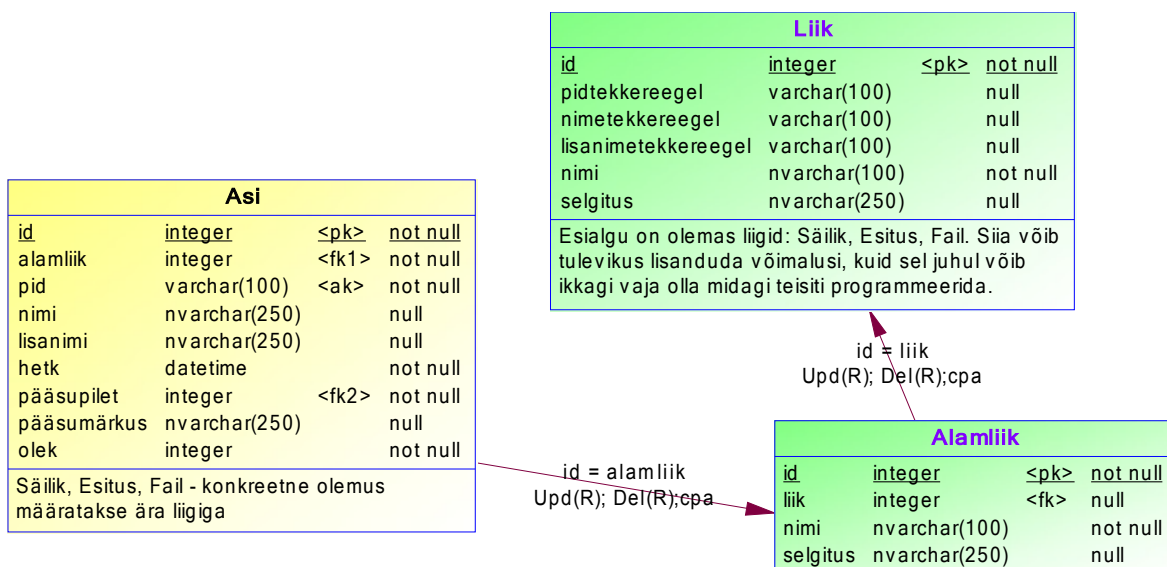 Liik
id integer <pk> not null
pidtekkereegel varchar(100) null
nimetekkereegel varchar(100) null
lisanimetekkereegel varchar(100) null
nimi nvarchar(100) not null
selgitus nvarchar(250) null
Esialgu on olemas liigid: Säilik, Esitus, Fail. Siia võib
tulevikus lisanduda võimalusi, kuid sel juhul võib
ikkagi vaja olla midagi teisiti programmeerida.
Asi
id integer <pk> not null
alamliik integer <fk1> not null
pid varchar(100) <ak> not null
nimi nvarchar(250) null
lisanimi nvarchar(250) null
hetk datetime not null
pääsupilet integer <fk2> not null
pääsumärkus nvarchar(250) null
olek integer not null
Säilik, Esitus, Fail - konkreetne olemus
määratakse ära liigiga
id = liik
Upd(R); Del(R);cpa
id = alamliik
Upd(R); Del(R);cpa
Alamliik
id integer <pk> not null
liik integer <fk> null
nimi nvarchar(100) not null
selgitus nvarchar(250) null